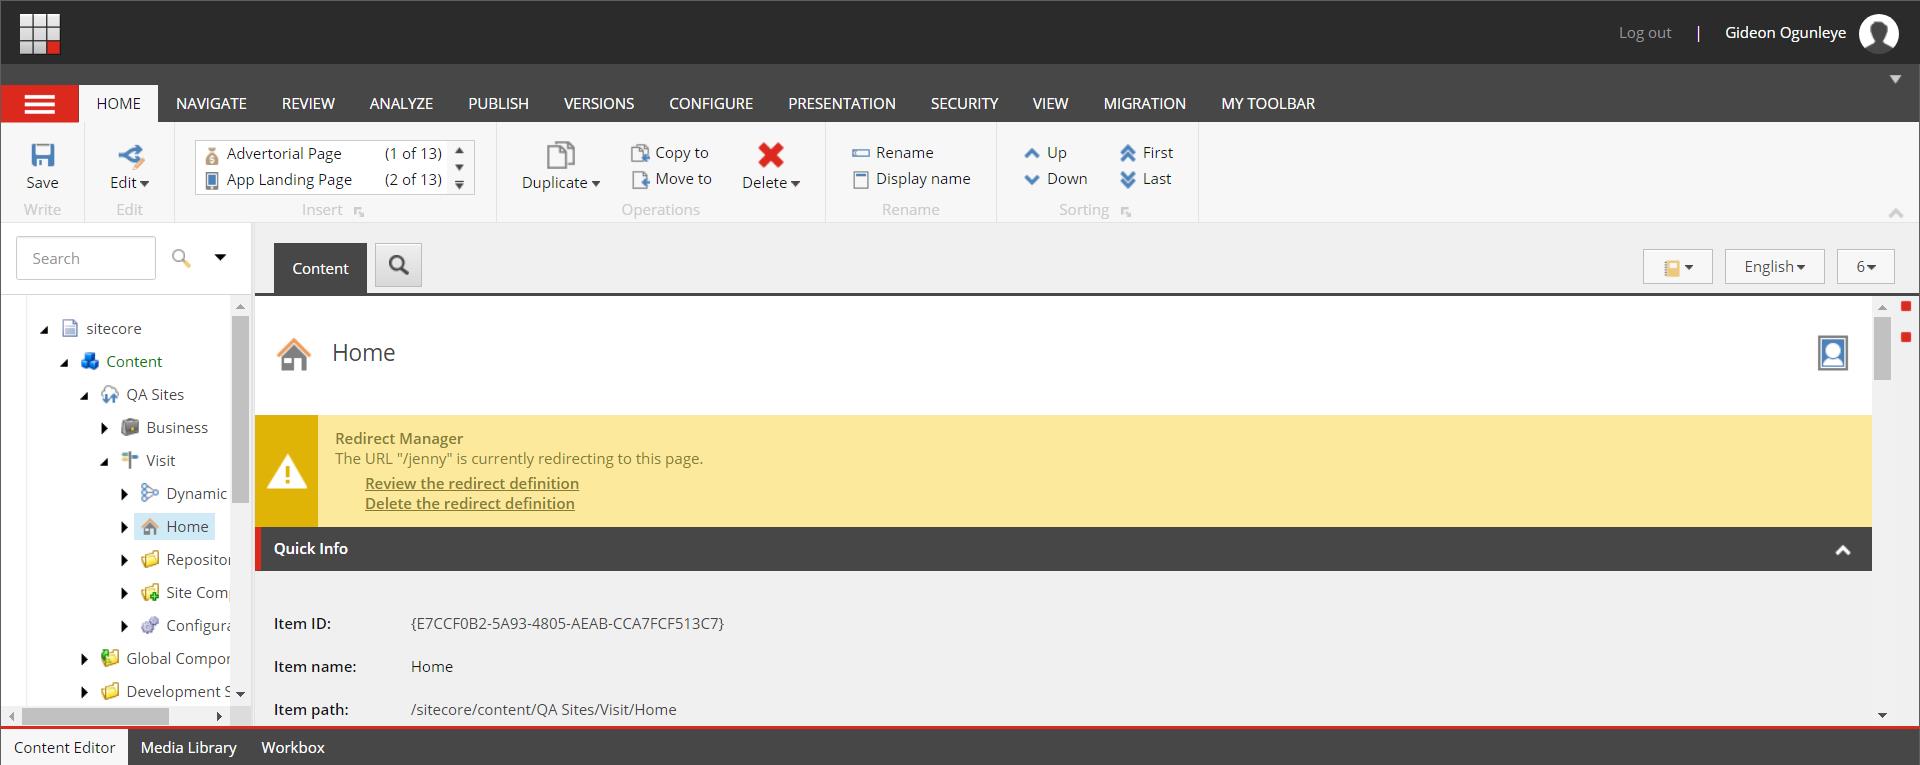 Log out | Gideon Ogunleye
HOME NAVIGATE REVIEW ANALYZE PUBLISH VERSIONS CONFIGURE PRESENTATION SECURITY VIEW MIGRATION MY TOOLBAR
Save
Write
Edit
Edit
Advertorial Page (1 of 13)
App Landing Page (2 of 13)
Insert
Duplicate
Copy to
Move to
Delete
Operations
Rename
Display name
Rename
Up
Down
First
Last
Sorting
Search
sitecore
Content
QA Sites
Business
Visit
Dynamic
Home
Repositor
Site Com
Configura
Global Compor
Development S
Content
English
6
Home
Redirect Manager
The URL "/jenny" is currently redirecting to this page.
Review the redirect definition
Delete the redirect definition
Quick Info
Item ID: {E7CCF0B2-5A93-4805-AEAB-CCA7FCF513C7}
Item name: Home
Item path: /sitecore/content/QA Sites/Visit/Home
Content Editor Media Library Workbox